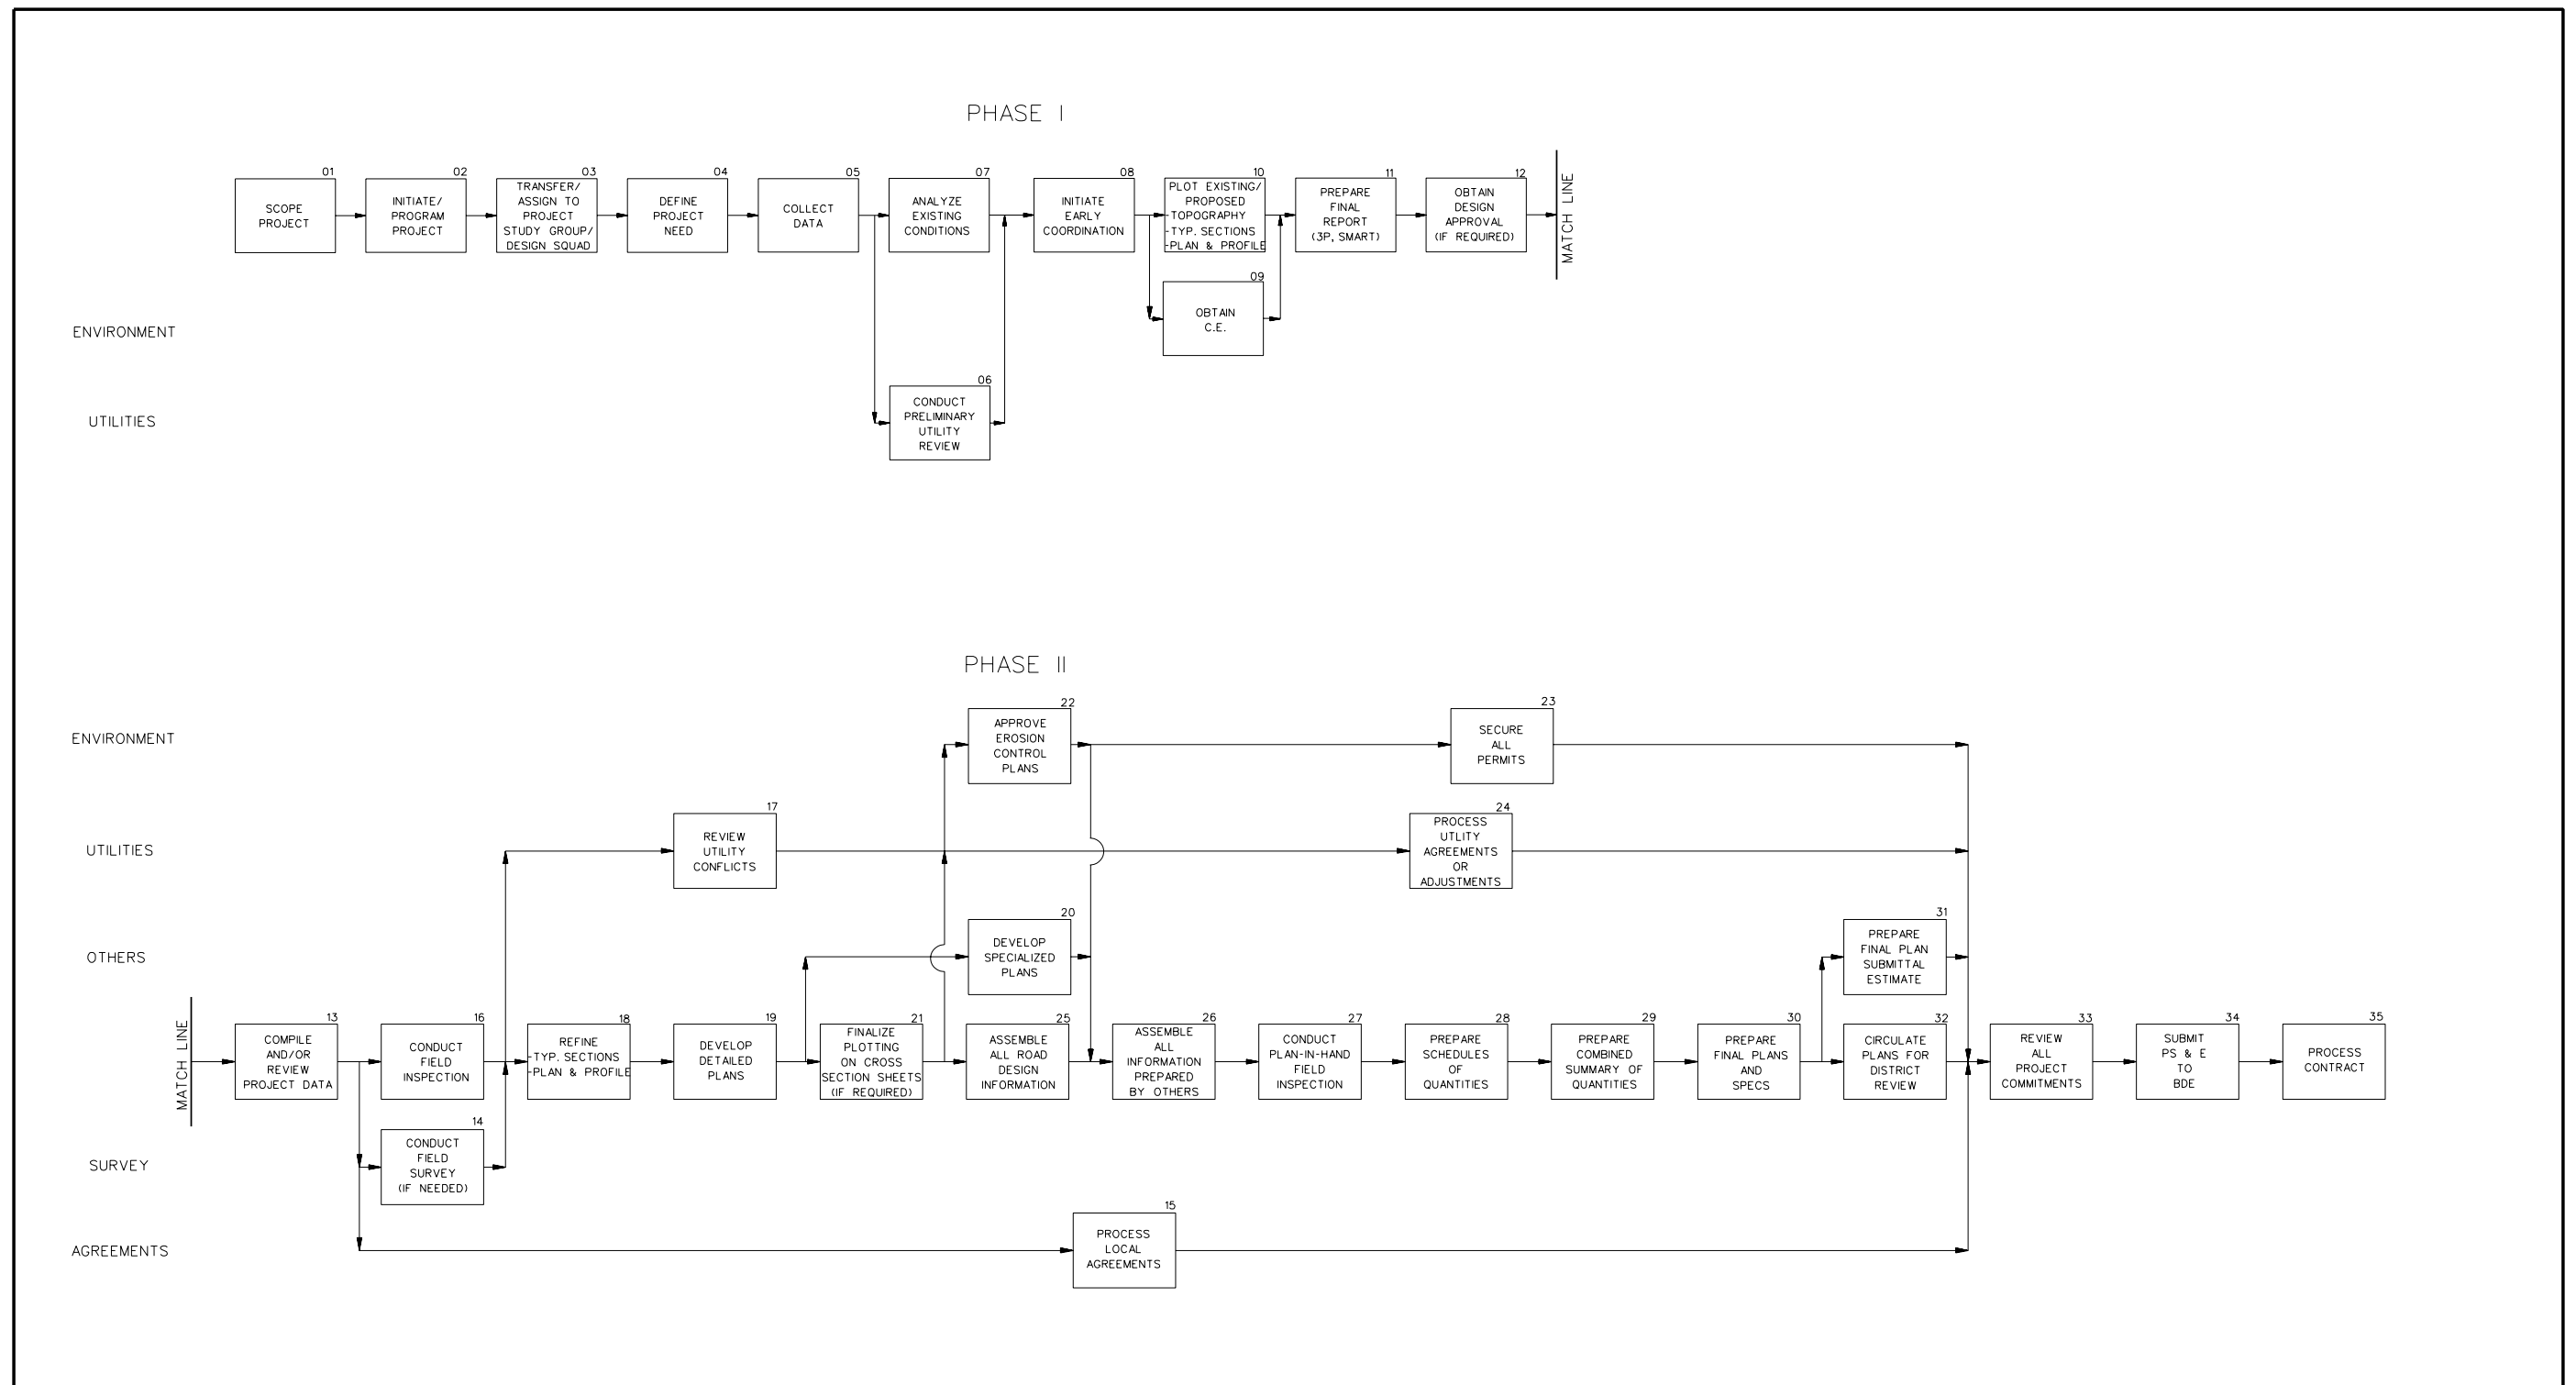 PHASE I
01
SCOPE
PROJECT
02
INITIATE/
PROGRAM
PROJECT
03
TRANSFER/
ASSIGN TO
PROJECT
STUDY GROUP/
DESIGN SQUAD
04
DEFINE
PROJECT
NEED
05
COLLECT
DATA
07
ANALYZE
EXISTING
CONDITIONS
08
INITIATE
EARLY
COORDINATION
10
PLOT EXISTING/
PROPOSED
-TOPOGRAPHY
-TYP. SECTIONS
-PLAN & PROFILE
11
PREPARE
FINAL
REPORT
(3P, SMART)
12
OBTAIN
DESIGN
APPROVAL
(IF REQUIRED)
MATCH LINE
ENVIRONMENT
09
OBTAIN
C.E.
UTILITIES
06
CONDUCT
PRELIMINARY
UTILITY
REVIEW
PHASE II
ENVIRONMENT
22
APPROVE
EROSION
CONTROL
PLANS
23
SECURE
ALL
PERMITS
UTILITIES
17
REVIEW
UTILITY
CONFLICTS
24
PROCESS
UTLITY
AGREEMENTS
OR
ADJUSTMENTS
OTHERS
20
DEVELOP
SPECIALIZED
PLANS
31
PREPARE
FINAL PLAN
SUBMITTAL
ESTIMATE
MATCH LINE
13
COMPILE
AND/OR
REVIEW
PROJECT DATA
16
CONDUCT
FIELD
INSPECTION
18
REFINE
-TYP. SECTIONS
-PLAN & PROFILE
19
DEVELOP
DETAILED
PLANS
21
FINALIZE
PLOTTING
ON CROSS
SECTION SHEETS
(IF REQUIRED)
25
ASSEMBLE
ALL ROAD
DESIGN
INFORMATION
26
ASSEMBLE
ALL
INFORMATION
PREPARED
BY OTHERS
27
CONDUCT
PLAN-IN-HAND
FIELD
INSPECTION
28
PREPARE
SCHEDULES
OF
QUANTITIES
29
PREPARE
COMBINED
SUMMARY OF
QUANTITIES
30
PREPARE
FINAL PLANS
AND
SPECS
32
CIRCULATE
PLANS FOR
DISTRICT
REVIEW
33
REVIEW
ALL
PROJECT
COMMITMENTS
34
SUBMIT
PS & E
TO
BDE
35
PROCESS
CONTRACT
SURVEY
14
CONDUCT
FIELD
SURVEY
(IF NEEDED)
AGREEMENTS
15
PROCESS
LOCAL
AGREEMENTS